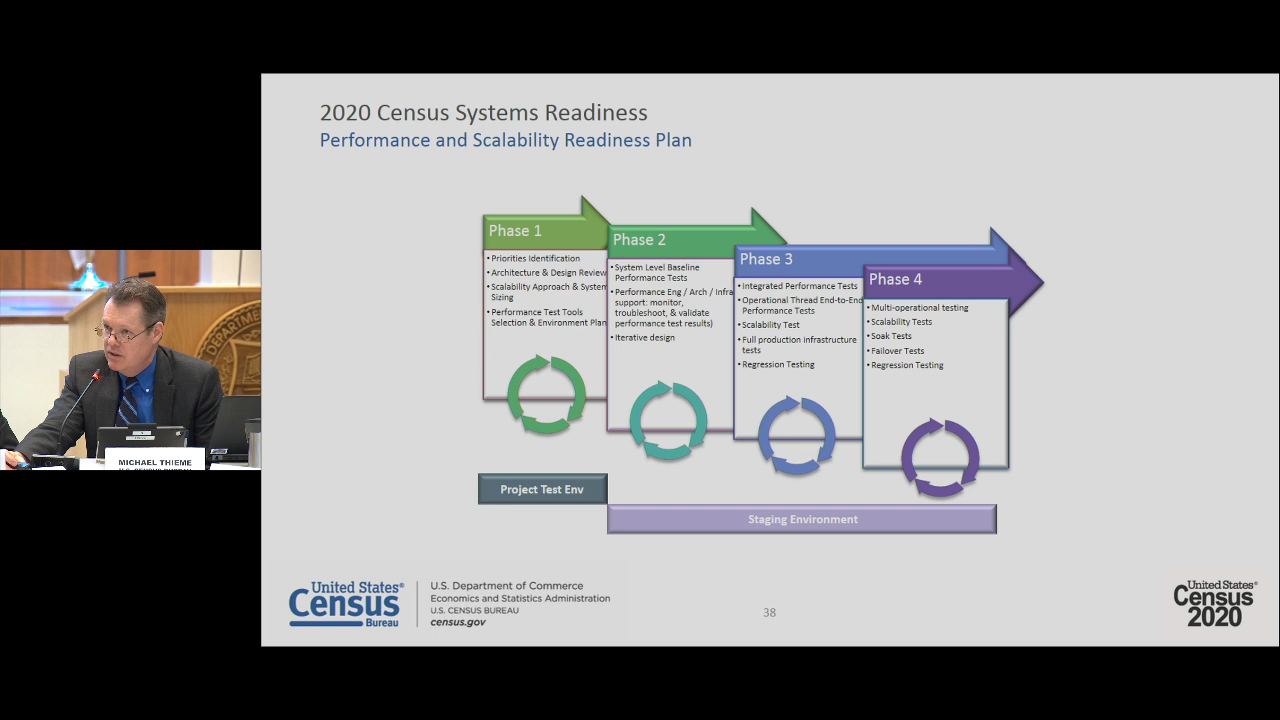 2020 Census Systems Readiness
Performance and Scalability Readiness Plan
Phase 1
• Priorities Identification
• Architecture & Design Review
• Scalability Approach & System
Sizing
• Performance Test Tools
Selection & Environment Plan
Phase 2
• System Level Baseline
Performance Tests
• Performance Eng / Arch / Infra
support: monitor,
troubleshoot, & validate
performance test results)
• Iterative design
Phase 3
• Integrated Performance Tests
• Operational Thread End-to-End
Performance Tests
• Scalability Test
• Full production infrastructure
tests
• Regression Testing
Phase 4
• Multi-operational testing
• Scalability Tests
• Soak Tests
• Failover Tests
• Regression Testing
Project Test Env
Staging Environment
MICHAEL THIEME
United States®
Census
Bureau
U.S. Department of Commerce
Economics and Statistics Administration
U.S. CENSUS BUREAU
census.gov
38
United States®
Census
2020